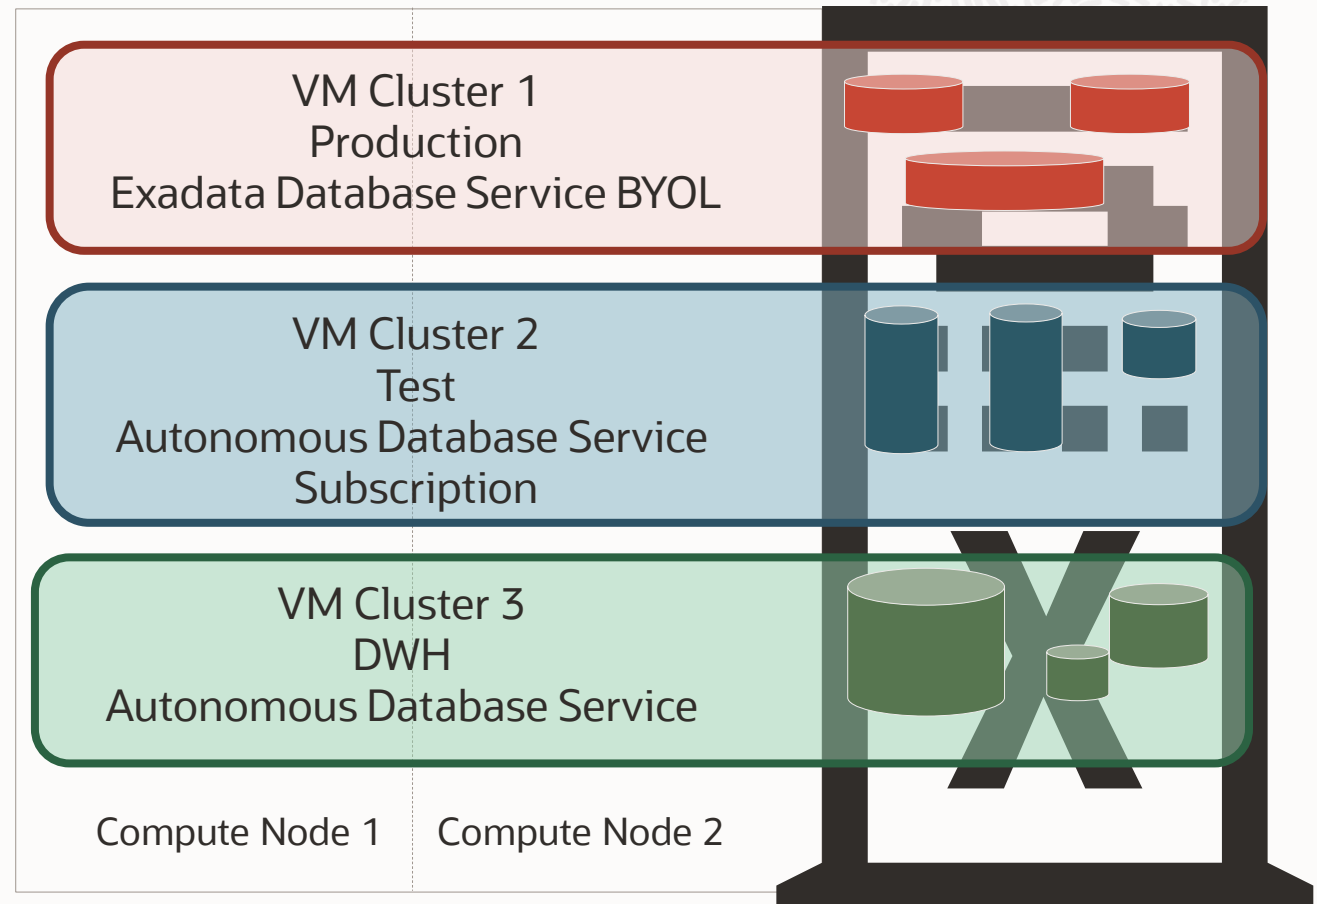 VM Cluster 1
Production
Exadata Database Service BYOL
VM Cluster 2
Test
Autonomous Database Service
Subscription
VM Cluster 3
DWH
Autonomous Database Service
Compute Node 1
Compute Node 2